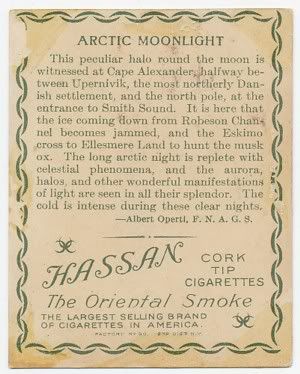 ARCTIC MOONLIGHT
This peculiar halo round the moon is
witnessed at Cape Alexander, halfway be-
tween Upernivik, the most northerly Dan-
ish settlement, and the north pole, at the
entrance to Smith Sound. It is here that
the ice coming down from Robeson Chan-
nel becomes jammed, and the Eskimo
cross to Ellesmere Land to hunt the musk
ox. The long arctic night is replete with
celestial phenomena, and the aurora,
halos, and other wonderful manifestations
of light are seen in all their splendor. The
cold is intense during these clear nights.
—Albert Operti, F. N. A. G. S.
HASSAN
CORK
TIP
CIGARETTES
The Oriental Smoke
THE LARGEST SELLING BRAND
OF CIGARETTES IN AMERICA.
FACTORY
DIST. N.Y.